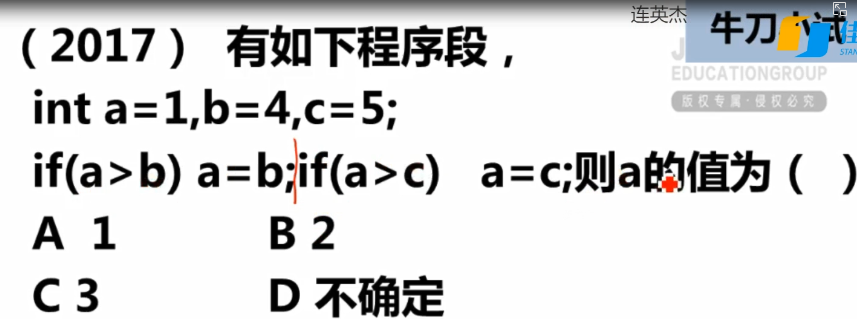 连英杰
牛刀小试
EDUCATIONGROUP
版权专属·侵权必究
（2017） 有如下程序段，
int a=1,b=4,c=5;
if(a>b) a=b;if(a>c) a=c;则a的值为（ ）
A 1 B 2
C 3 D 不确定